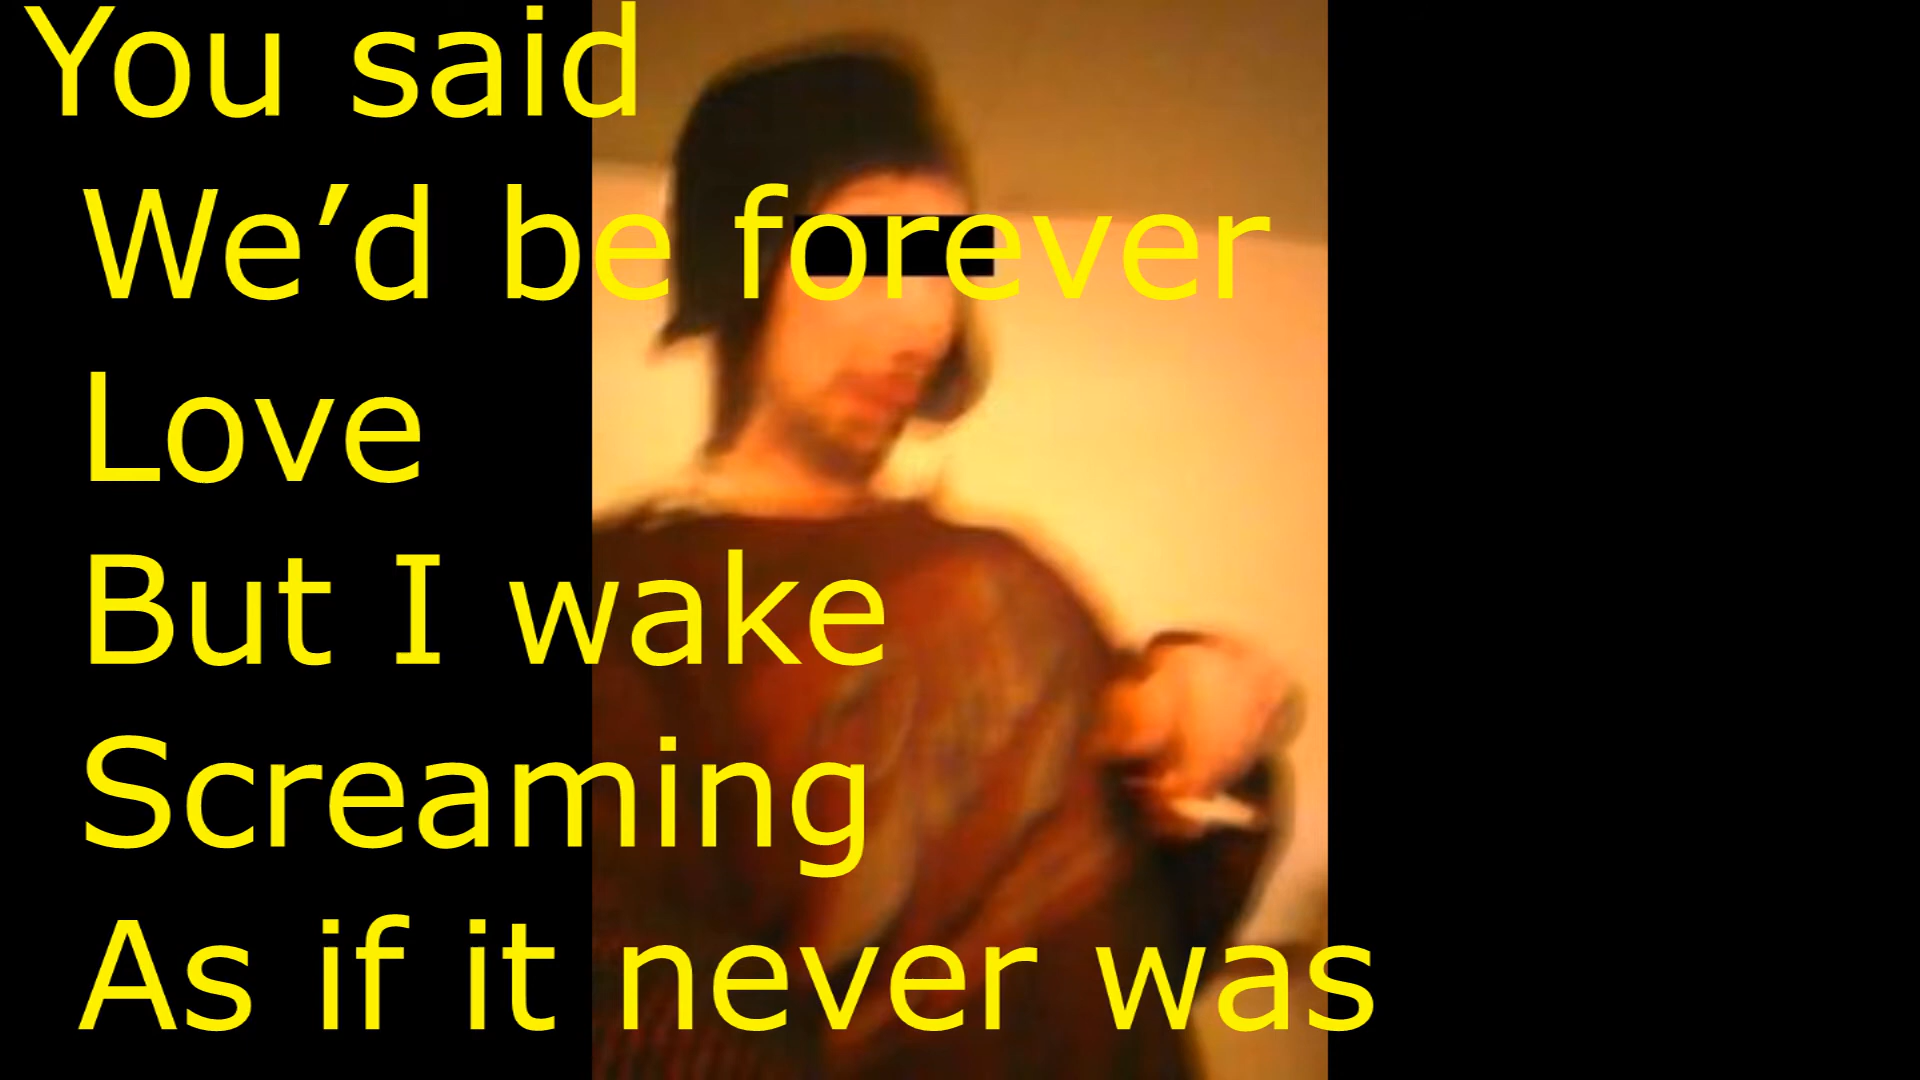 You said
We’d be forever
Love
But I wake
Screaming
As if it never was